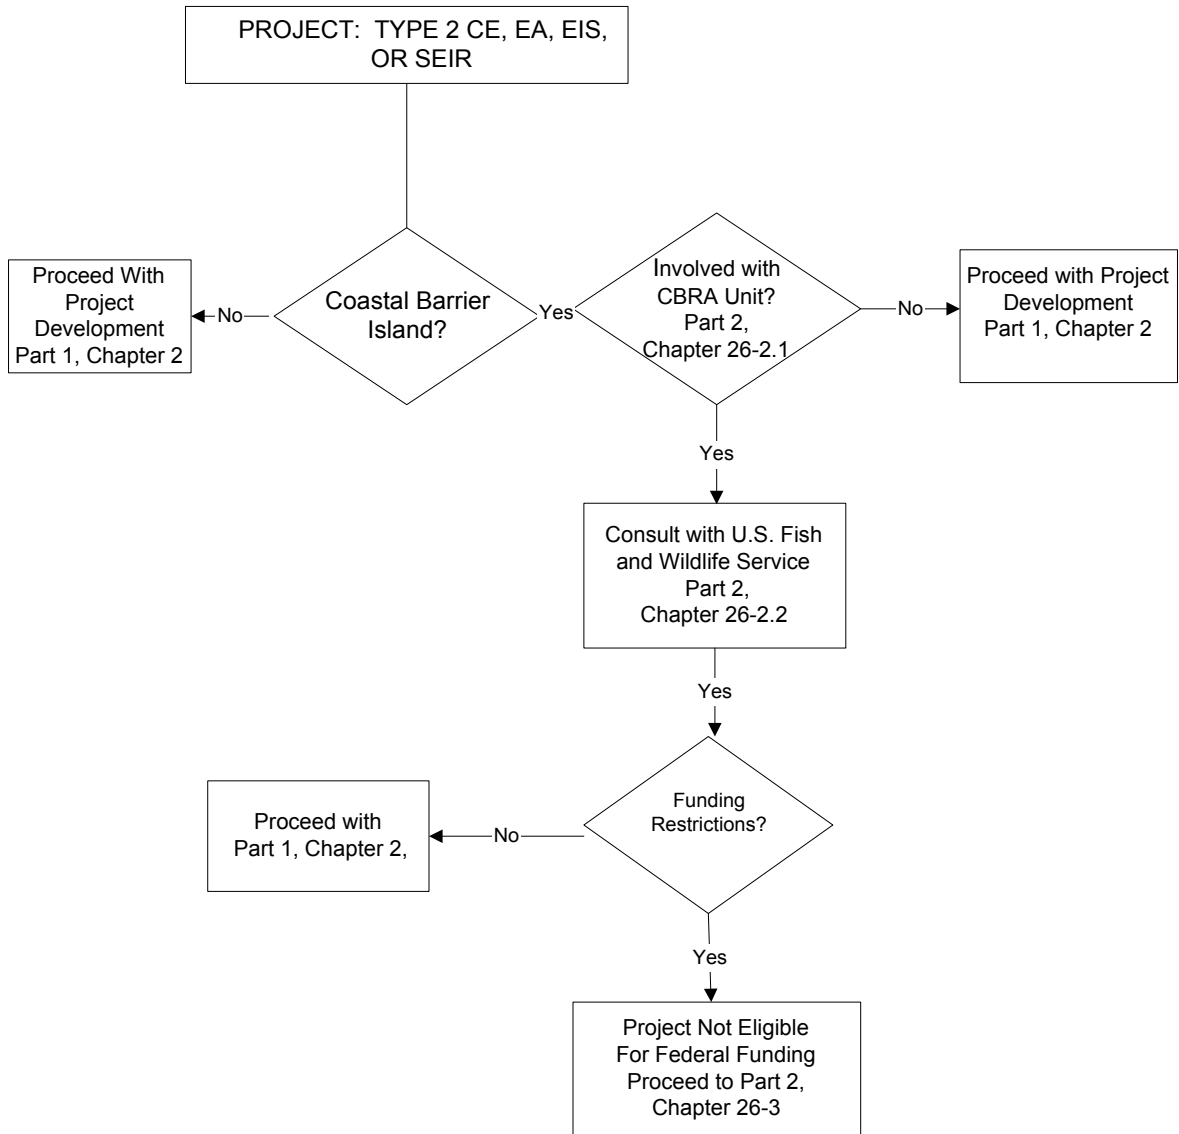 PROJECT: TYPE 2 CE, EA, EIS,
OR SEIR
Proceed With
Project
Development
Part 1, Chapter 2
No
Coastal Barrier
Island?
Yes
Involved with
CBRA Unit?
Part 2,
Chapter 26-2.1
No
Proceed with Project
Development
Part 1, Chapter 2
Yes
Consult with U.S. Fish
and Wildlife Service
Part 2,
Chapter 26-2.2
Yes
Funding
Restrictions?
No
Proceed with
Part 1, Chapter 2,
Yes
Project Not Eligible
For Federal Funding
Proceed to Part 2,
Chapter 26-3